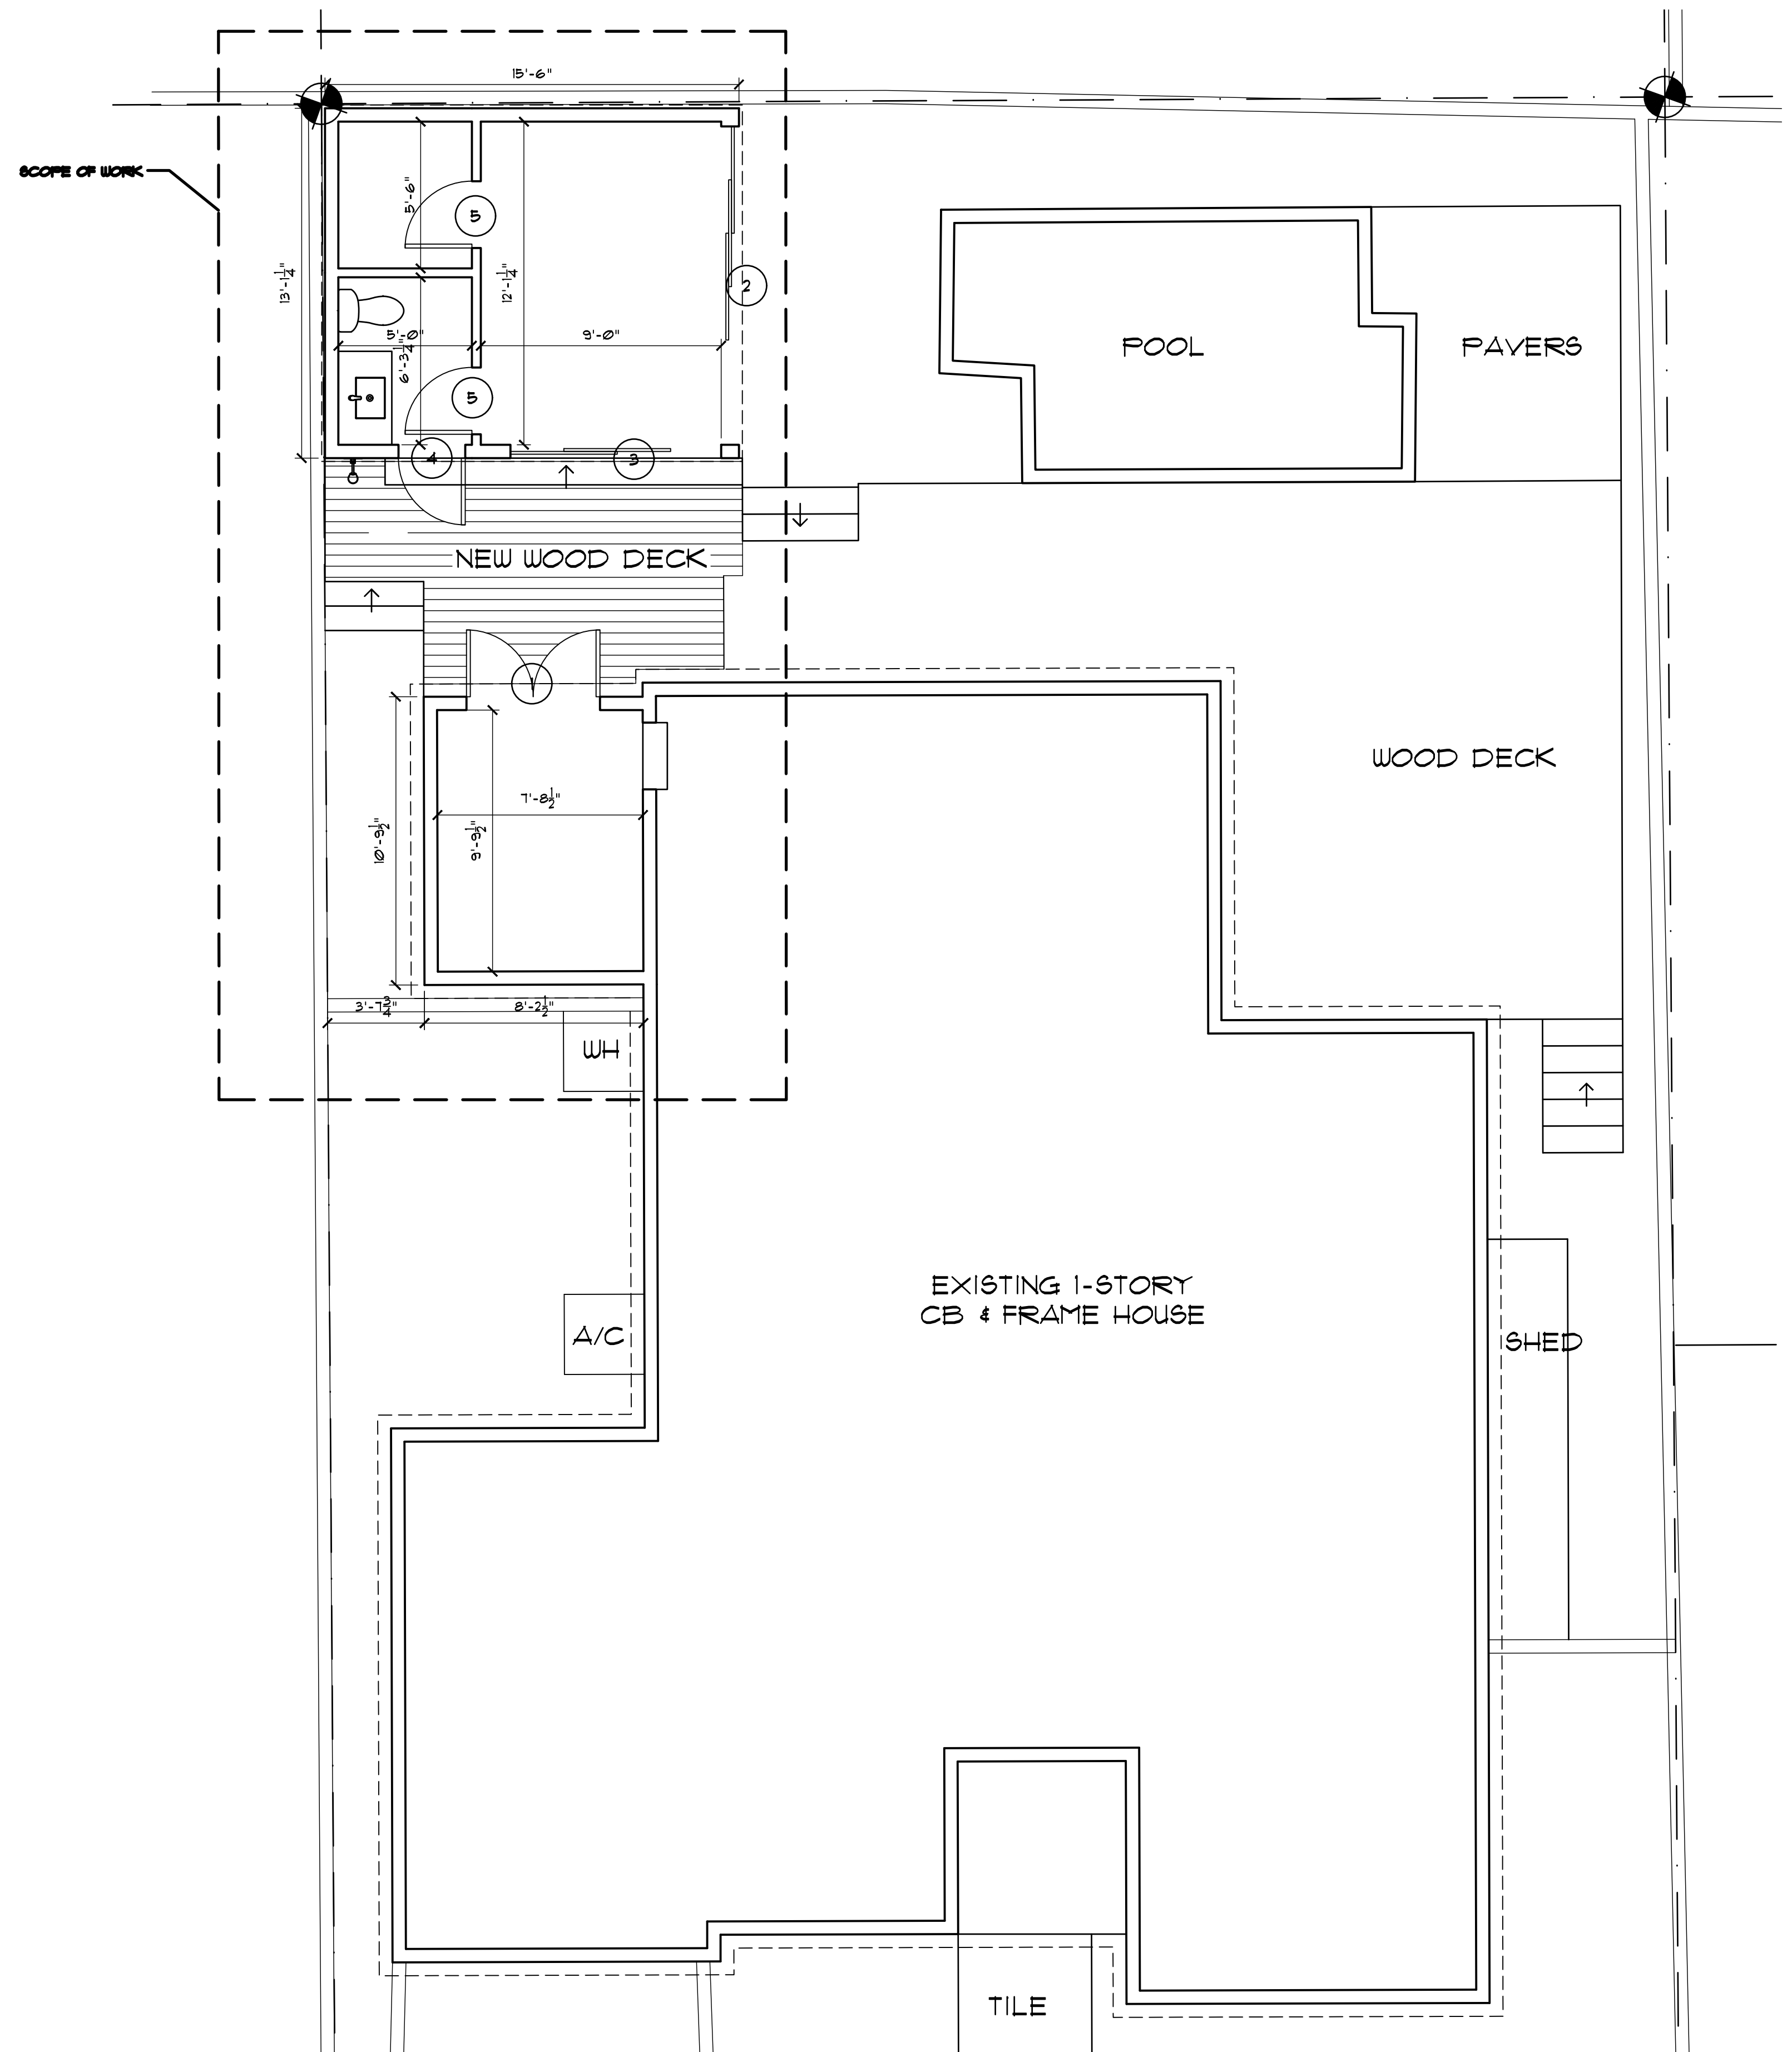 15'-6"
SCOPE OF WORK
5'-6"
5
13'-1 1/4"
12'-1 1/4"
2
5'-0"
9'-0"
6'-3 1/4"
POOL
PAVERS
5
4
3
NEW WOOD DECK
1
WOOD DECK
7'-8 1/2"
10'-9 1/2"
9'-9 1/2"
3'-7 3/4"
8'-2 1/2"
WH
EXISTING 1-STORY
CB & FRAME HOUSE
A/C
SHED
TILE